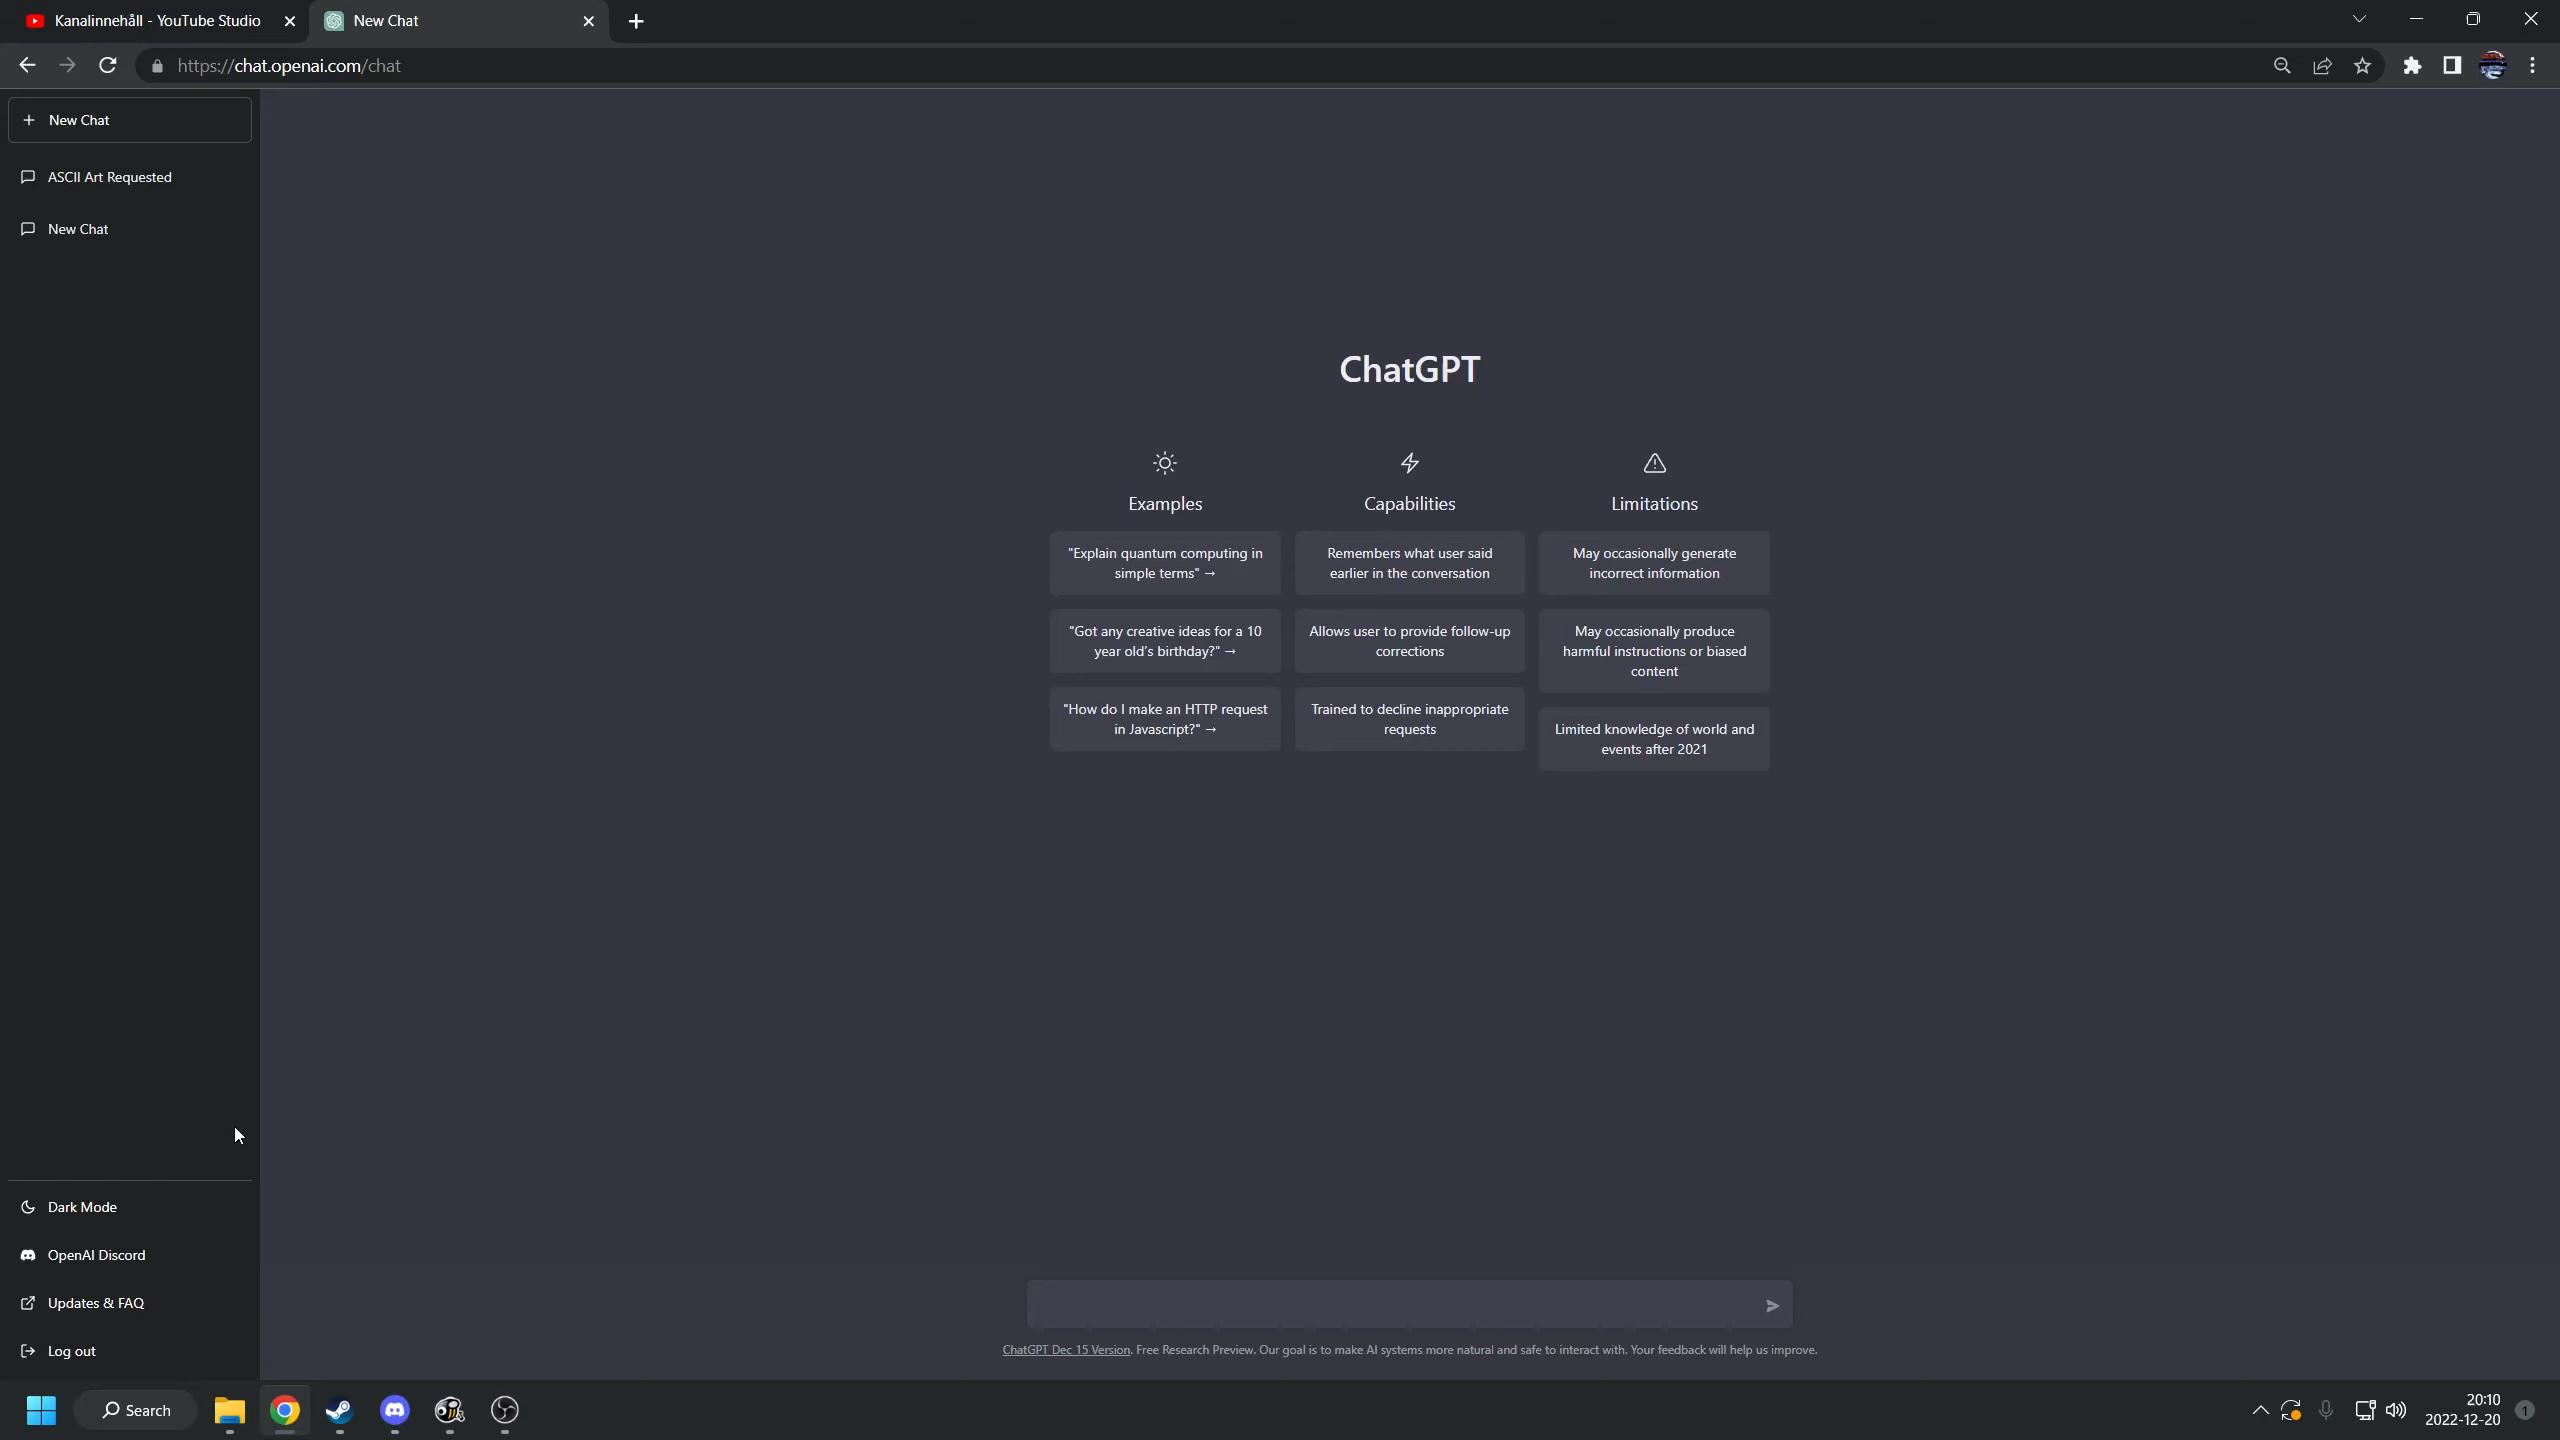 Kanalinnehåll - YouTube Studio
New Chat
https://chat.openai.com/chat
New Chat
ASCII Art Requested
New Chat
ChatGPT
Examples
Capabilities
Limitations
"Explain quantum computing in
simple terms" →
Remembers what user said
earlier in the conversation
May occasionally generate
incorrect information
"Got any creative ideas for a 10
year old's birthday?" →
Allows user to provide follow-up
corrections
May occasionally produce
harmful instructions or biased
content
"How do I make an HTTP request
in Javascript?" →
Trained to decline inappropriate
requests
Limited knowledge of world and
events after 2021
Dark Mode
OpenAI Discord
Updates & FAQ
Log out
ChatGPT Dec 15 Version. Free Research Preview. Our goal is to make AI systems more natural and safe to interact with. Your feedback will help us improve.
Search
20:10
2022-12-20
1